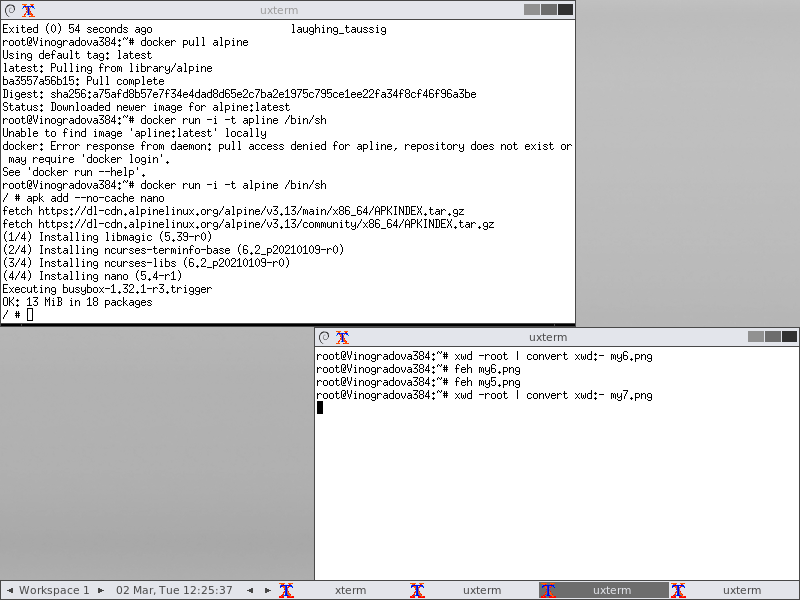 uxterm
Exited (0) 54 seconds ago laughing_taussig
root@Vinogradova384:~# docker pull alpine
Using default tag: latest
latest: Pulling from library/alpine
ba3557a56b15: Pull complete
Digest: sha256:a75afd8b57e7f34e4dad8d65e2c7ba2e1975c795ce1ee22fa34f8cf46f96a3be
Status: Downloaded newer image for alpine:latest
root@Vinogradova384:~# docker run -i -t apline /bin/sh
Unable to find image 'apline:latest' locally
docker: Error response from daemon: pull access denied for apline, repository does not exist or
may require 'docker login'.
See 'docker run --help'.
root@Vinogradova384:~# docker run -i -t alpine /bin/sh
/ # apk add --no-cache nano
fetch https://dl-cdn.alpinelinux.org/alpine/v3.13/main/x86_64/APKINDEX.tar.gz
fetch https://dl-cdn.alpinelinux.org/alpine/v3.13/community/x86_64/APKINDEX.tar.gz
(1/4) Installing libmagic (5.39-r0)
(2/4) Installing ncurses-terminfo-base (6.2_p20210109-r0)
(3/4) Installing ncurses-libs (6.2_p20210109-r0)
(4/4) Installing nano (5.4-r1)
Executing busybox-1.32.1-r3.trigger
OK: 13 MiB in 18 packages
/ #
uxterm
root@Vinogradova384:~# xwd -root | convert xwd:- my6.png
root@Vinogradova384:~# feh my6.png
root@Vinogradova384:~# feh my5.png
root@Vinogradova384:~# xwd -root | convert xwd:- my7.png
Workspace 1 02 Mar, Tue 12:25:37 xterm uxterm uxterm uxterm